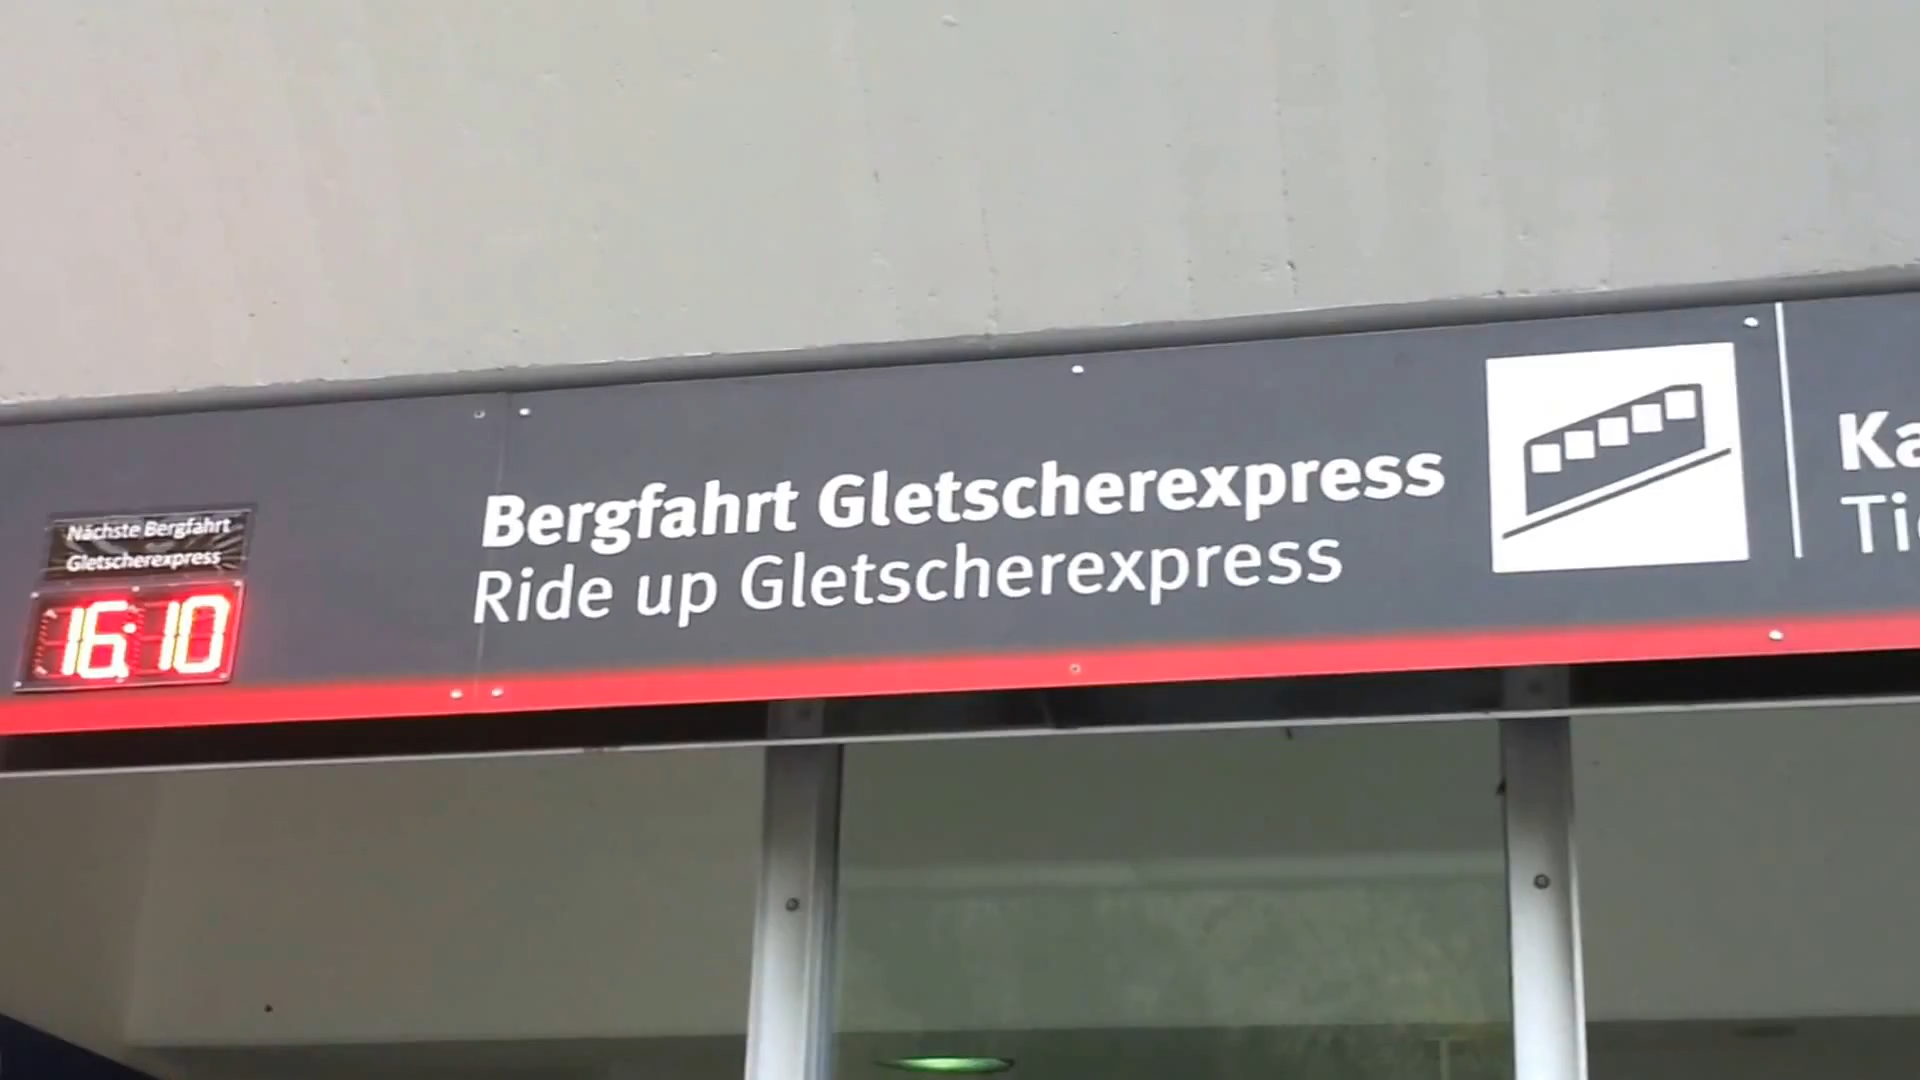 Nächste Bergfahrt
Gletscherexpress
16:10
Bergfahrt Gletscherexpress
Ride up Gletscherexpress